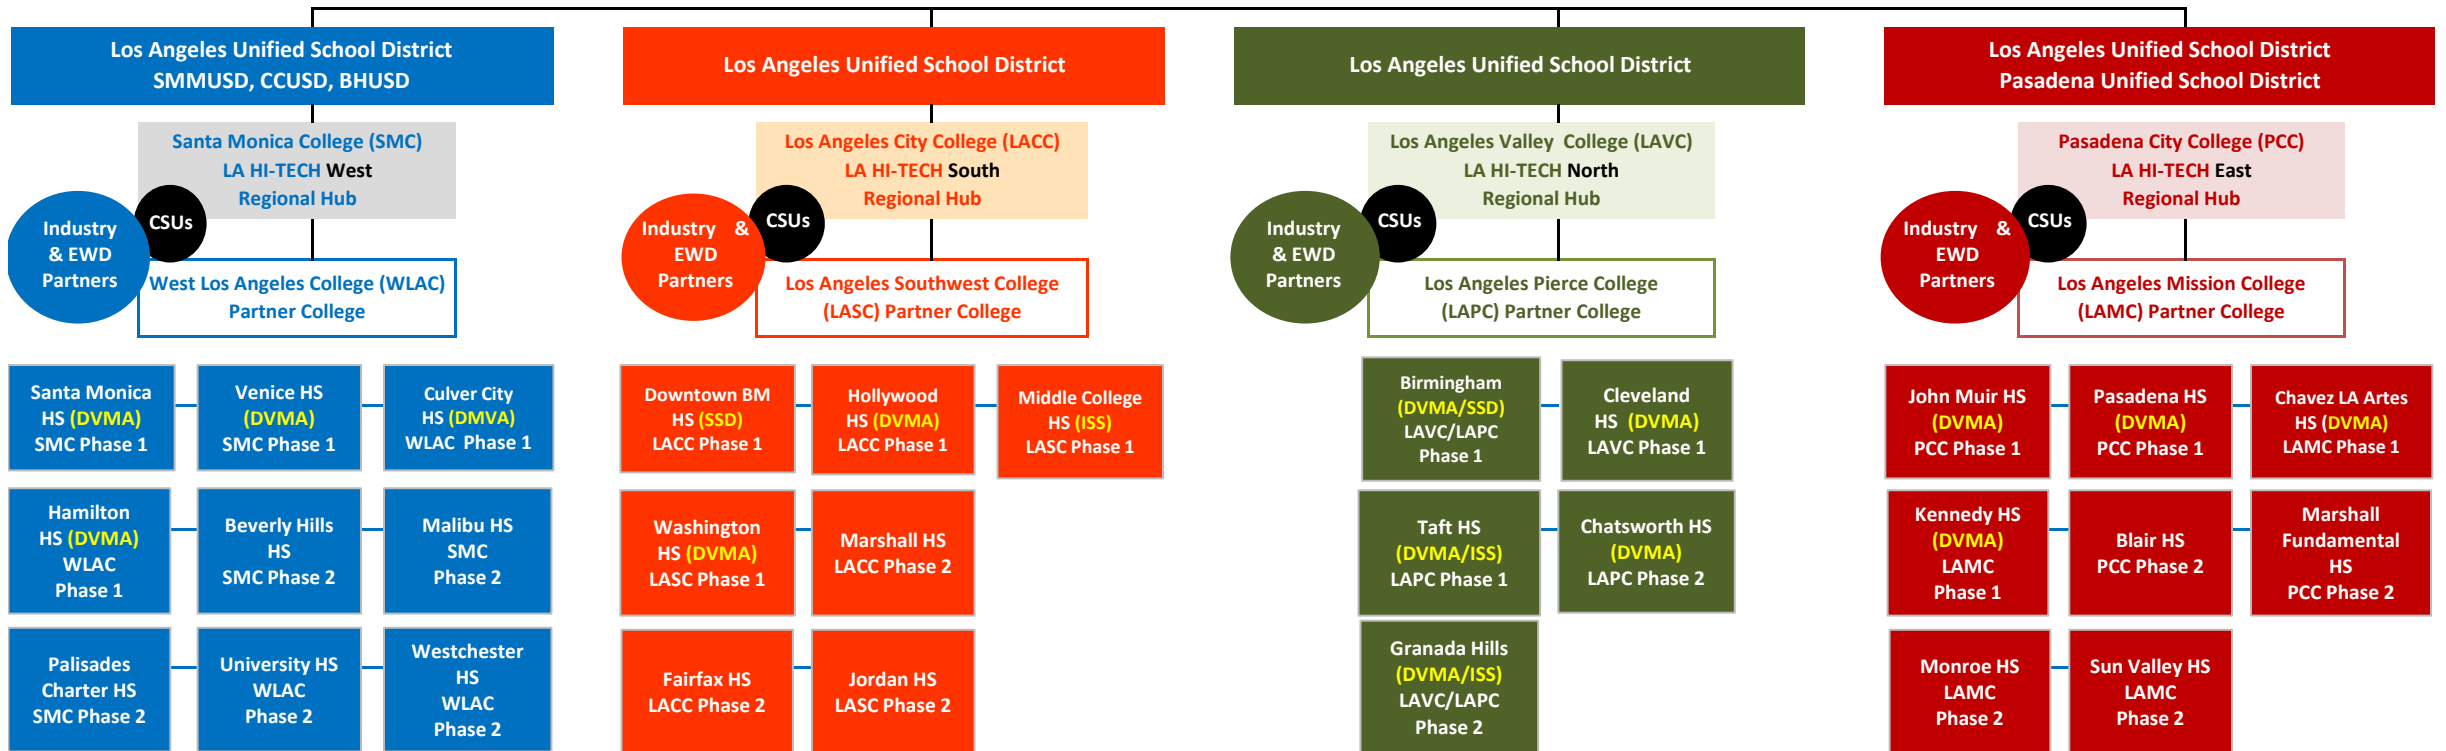 Los Angeles Unified School District
SMMUSD, CCUSD, BHUSD
Santa Monica College (SMC)
LA HI-TECH West
Regional Hub
Industry
& EWD
Partners
CSUs
West Los Angeles College (WLAC)
Partner College
Santa Monica
HS (DVMA)
SMC Phase 1
Venice HS
(DVMA)
SMC Phase 1
Culver City
HS (DMVA)
WLAC Phase 1
Hamilton
HS (DVMA)
WLAC
Phase 1
Beverly Hills
HS
SMC Phase 2
Malibu HS
SMC
Phase 2
Palisades
Charter HS
SMC Phase 2
University HS
WLAC
Phase 2
Westchester
HS
WLAC
Phase 2
Los Angeles Unified School District
Los Angeles City College (LACC)
LA HI-TECH South
Regional Hub
Industry &
EWD
Partners
CSUs
Los Angeles Southwest College
(LASC) Partner College
Downtown BM
HS (SSD)
LACC Phase 1
Hollywood
HS (DVMA)
LACC Phase 1
Middle College
HS (ISS)
LASC Phase 1
Washington
HS (DVMA)
LASC Phase 1
Marshall HS
LACC Phase 2
Fairfax HS
LACC Phase 2
Jordan HS
LASC Phase 2
Los Angeles Unified School District
Los Angeles Valley College (LAVC)
LA HI-TECH North
Regional Hub
Industry
& EWD
Partners
CSUs
Los Angeles Pierce College
(LAPC) Partner College
Birmingham
(DVMA/SSD)
LAVC/LAPC
Phase 1
Cleveland
HS (DVMA)
LAVC Phase 1
Taft HS
(DVMA/ISS)
LAPC Phase 1
Chatsworth HS
(DVMA)
LAPC Phase 2
Granada Hills
(DVMA/ISS)
LAVC/LAPC
Phase 2
Los Angeles Unified School District
Pasadena Unified School District
Pasadena City College (PCC)
LA HI-TECH East
Regional Hub
Industry &
EWD
Partners
CSUs
Los Angeles Mission College
(LAMC) Partner College
John Muir HS
(DVMA)
PCC Phase 1
Pasadena HS
(DVMA)
PCC Phase 1
Chavez LA Artes
HS (DVMA)
LAMC Phase 1
Kennedy HS
(DVMA)
LAMC
Phase 1
Blair HS
PCC Phase 2
Marshall
Fundamental
HS
PCC Phase 2
Monroe HS
LAMC
Phase 2
Sun Valley HS
LAMC
Phase 2